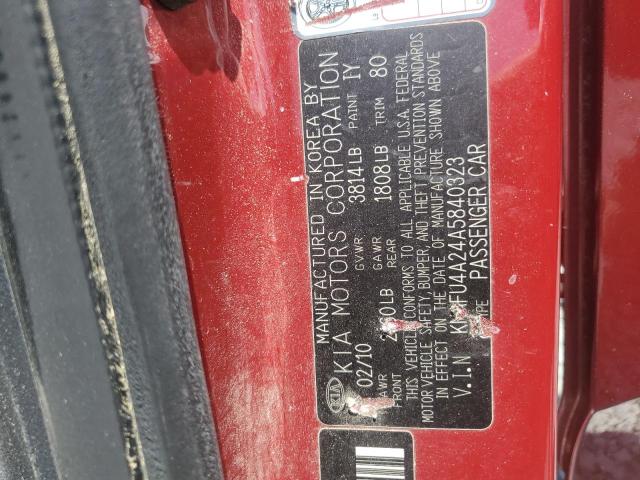 MANUFACTURED IN KOREA BY
KIA KIA MOTORS CORPORATION
02/10 GVWR 3814LB PAINT IY
FRONT REAR GAWR 1808LB TRIM 80
THIS VEHICLE CONFORMS TO ALL APPLICABLE U.S.A. FEDERAL
MOTOR VEHICLE SAFETY, BUMPER, AND THEFT PREVENTION STANDARDS
IN EFFECT ON THE DATE OF MANUFACTURE SHOWN ABOVE
V.I.N
PASSENGER CAR